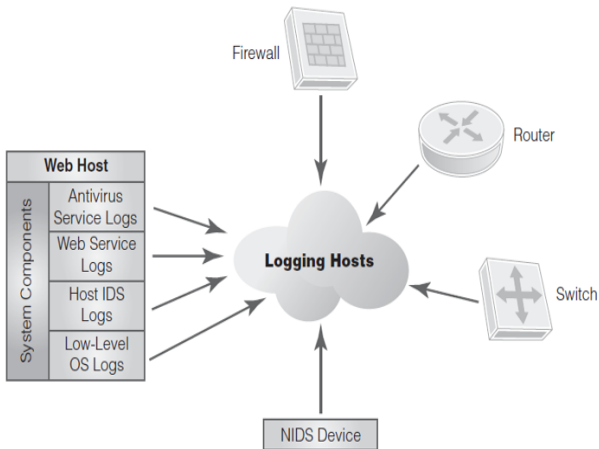 Firewall
Router
Web Host
System Components
Antivirus
Service Logs
Web Service
Logs
Host IDS
Logs
Low-Level
OS Logs
Logging Hosts
Switch
NIDS Device